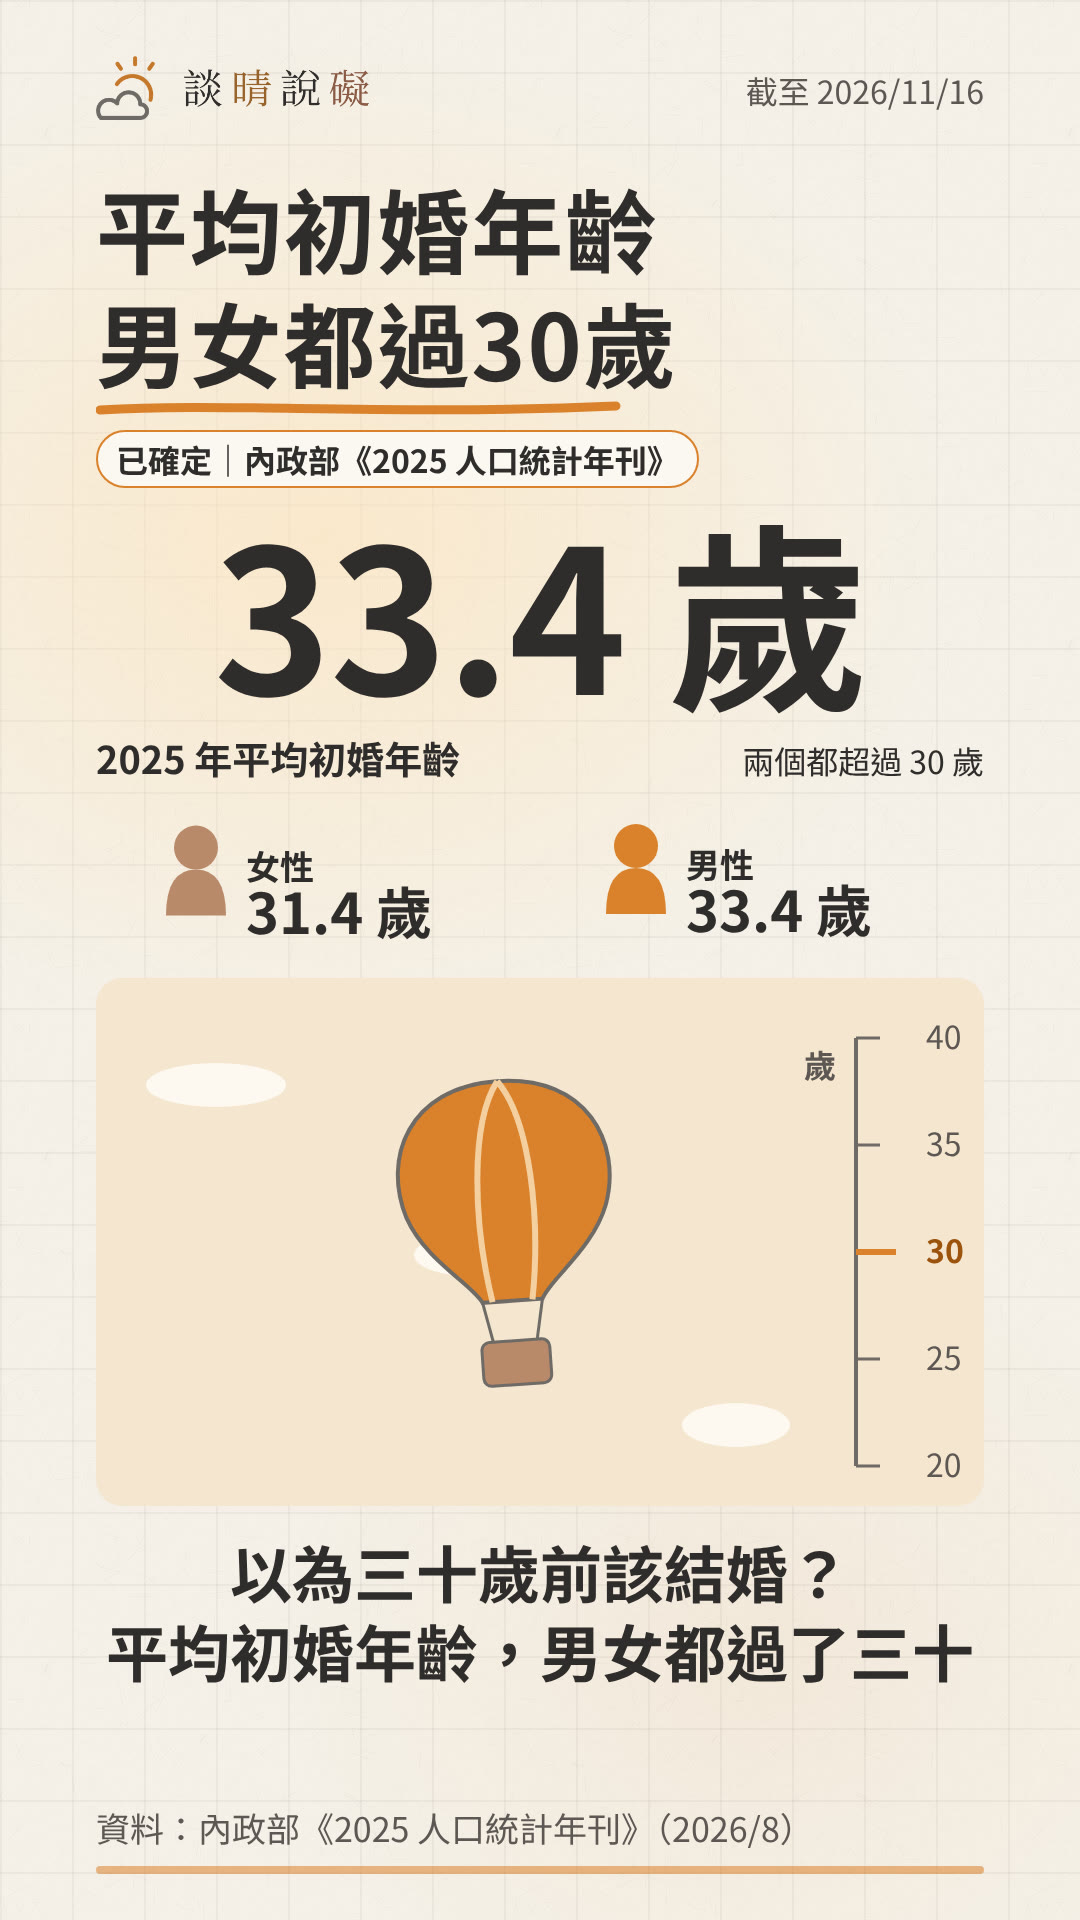 談晴說礙
截至 2026/11/16
平均初婚年齡
男女都過30歲
已確定｜內政部《2025 人口統計年刊》
33.4 歲
2025 年平均初婚年齡
兩個都超過 30 歲
女性
31.4 歲
男性
33.4 歲
歲
40
35
30
25
20
以為三十歲前該結婚？
平均初婚年齡，男女都過了三十
資料：內政部《2025 人口統計年刊》（2026/8）